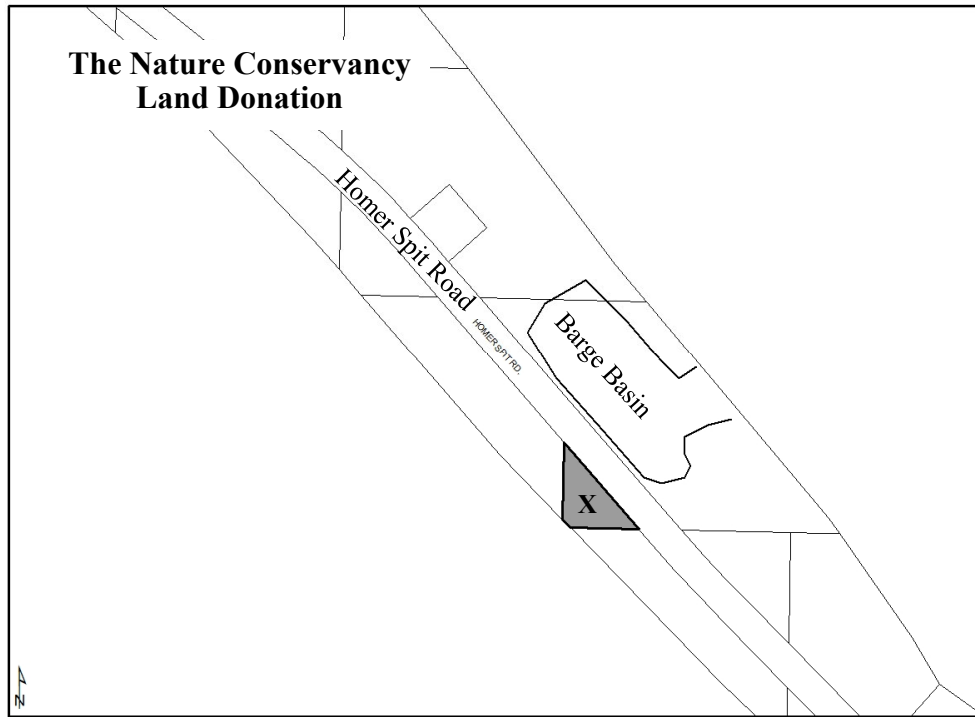 The Nature Conservancy
Land Donation
Homer Spit Road
HOMER SPIT RD.
Barge Basin
X
N